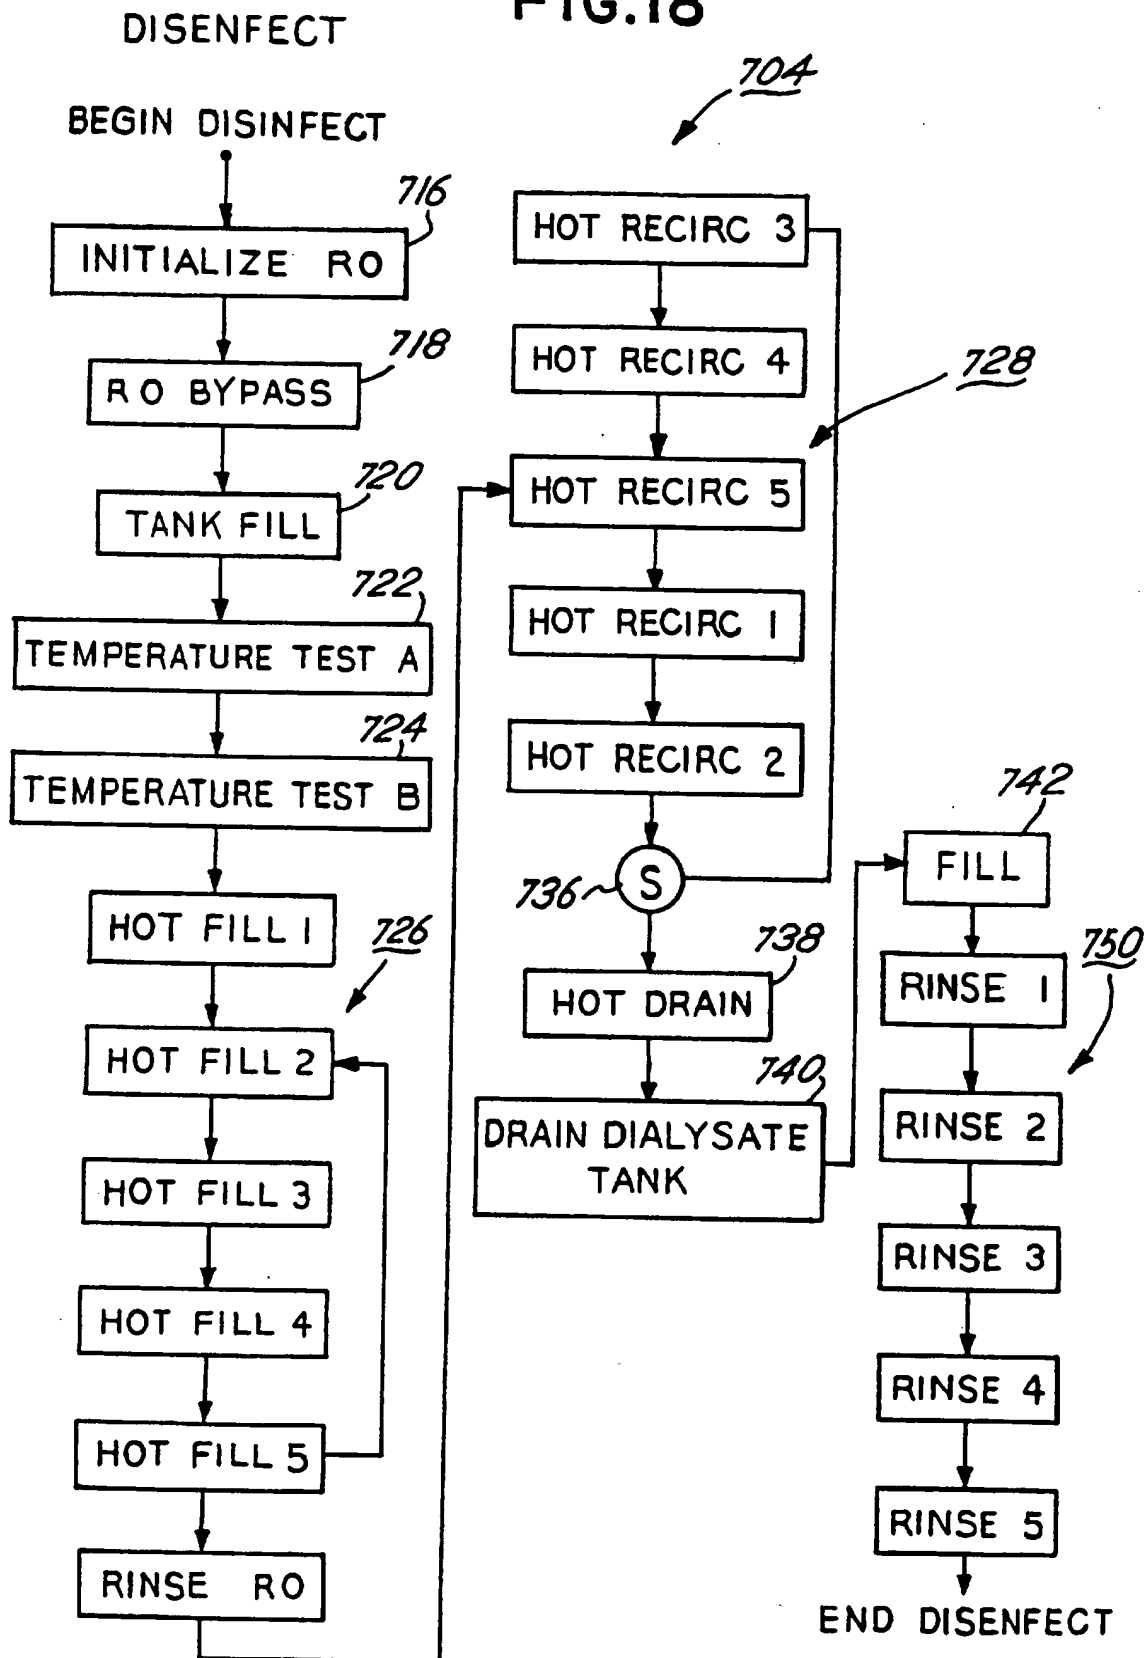 FIG.18
DISENFECT
BEGIN DISINFECT
716
INITIALIZE RO
718
RO BYPASS
720
TANK FILL
722
TEMPERATURE TEST A
724
TEMPERATURE TEST B
HOT FILL 1
726
HOT FILL 2
HOT FILL 3
HOT FILL 4
HOT FILL 5
RINSE RO
704
HOT RECIRC 3
HOT RECIRC 4
728
HOT RECIRC 5
HOT RECIRC 1
HOT RECIRC 2
736
S
738
HOT DRAIN
740
DRAIN DIALYSATE
TANK
742
FILL
750
RINSE 1
RINSE 2
RINSE 3
RINSE 4
RINSE 5
END DISENFECT